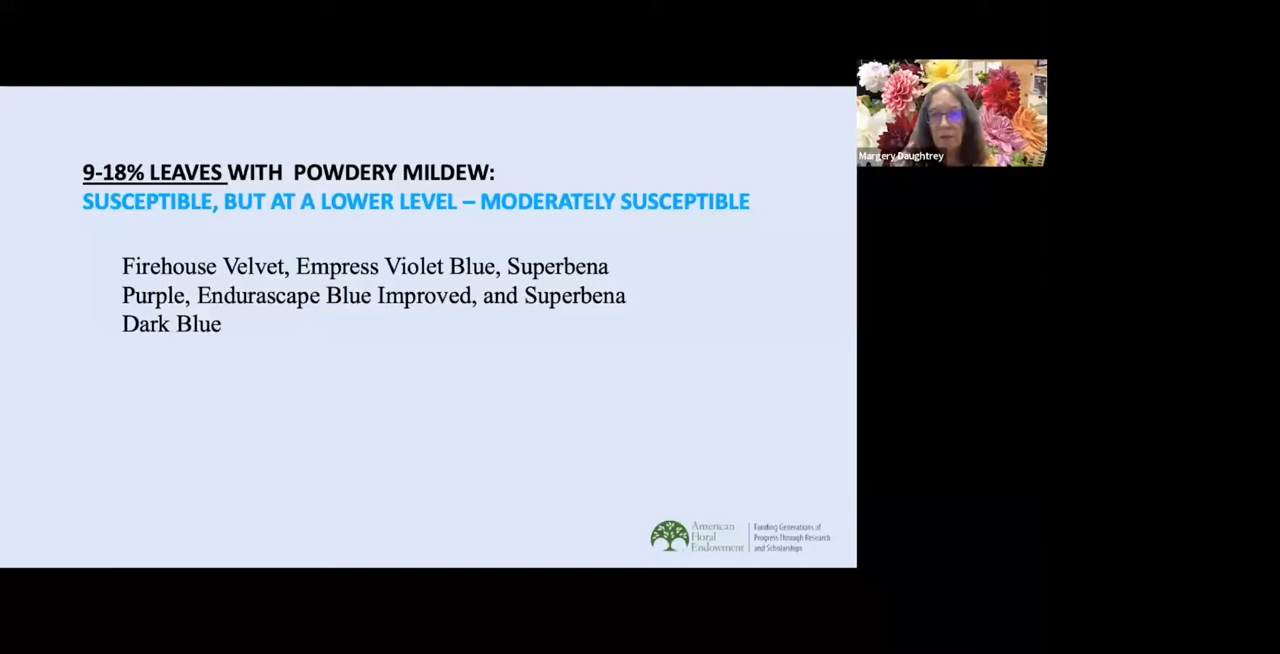 9-18% LEAVES WITH POWDERY MILDEW:
SUSCEPTIBLE, BUT AT A LOWER LEVEL – MODERATELY SUSCEPTIBLE
Firehouse Velvet, Empress Violet Blue, Superbena
Purple, Endurascape Blue Improved, and Superbena
Dark Blue
American
Floral
Endowment
Funding Generations of
Progress Through Research
and Scholarships
Margery Daughtrey